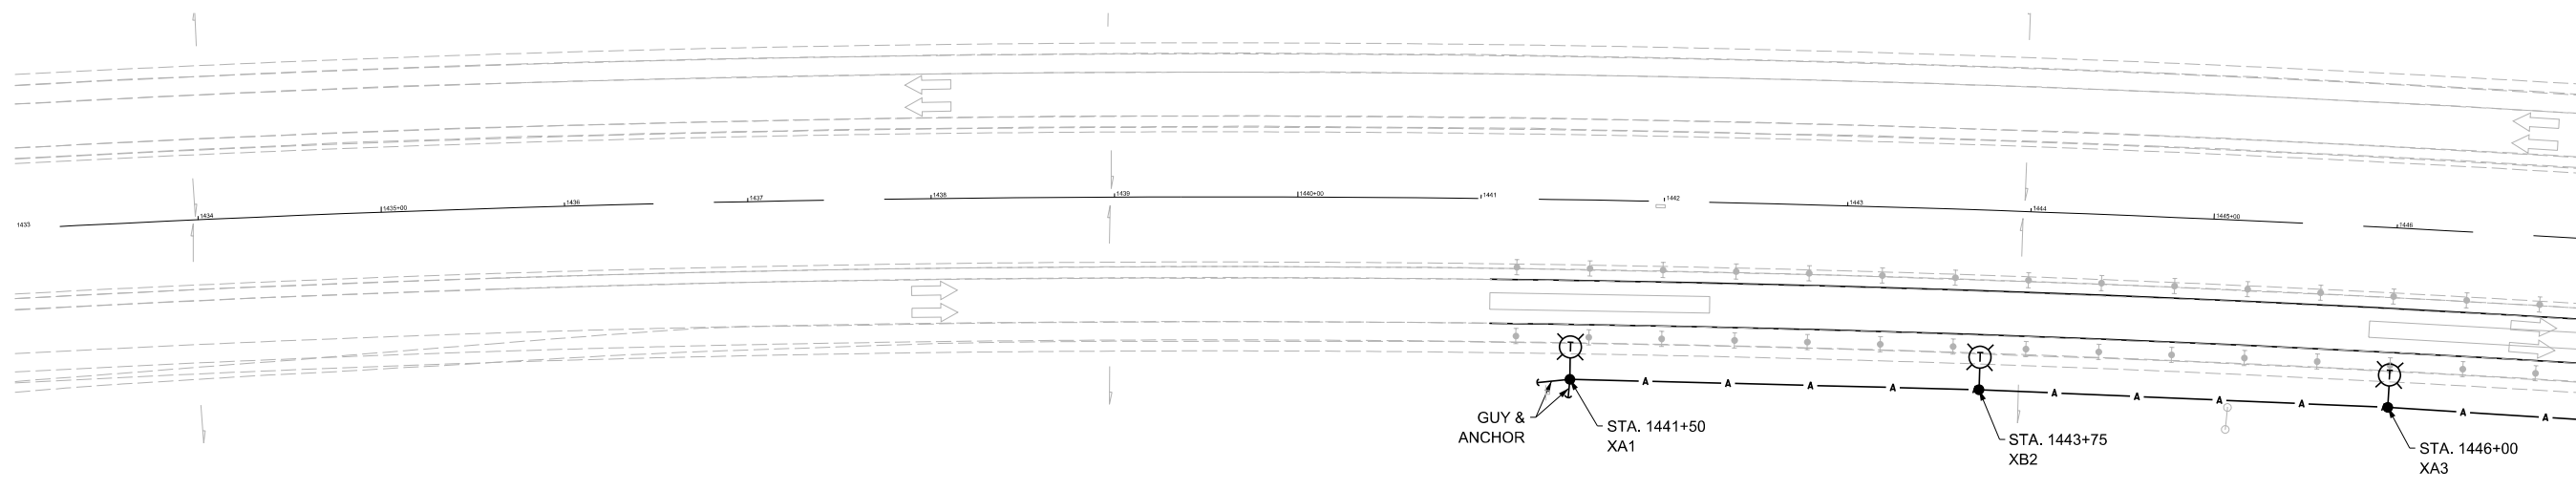 1433
1434
1435+00
1436
1437
1438
1439
1440+00
1441
1442
1443
1444
1445+00
1446
T
T
T
A A A A A A A A A A
GUY &
ANCHOR
STA. 1441+50
XA1
STA. 1443+75
XB2
STA. 1446+00
XA3